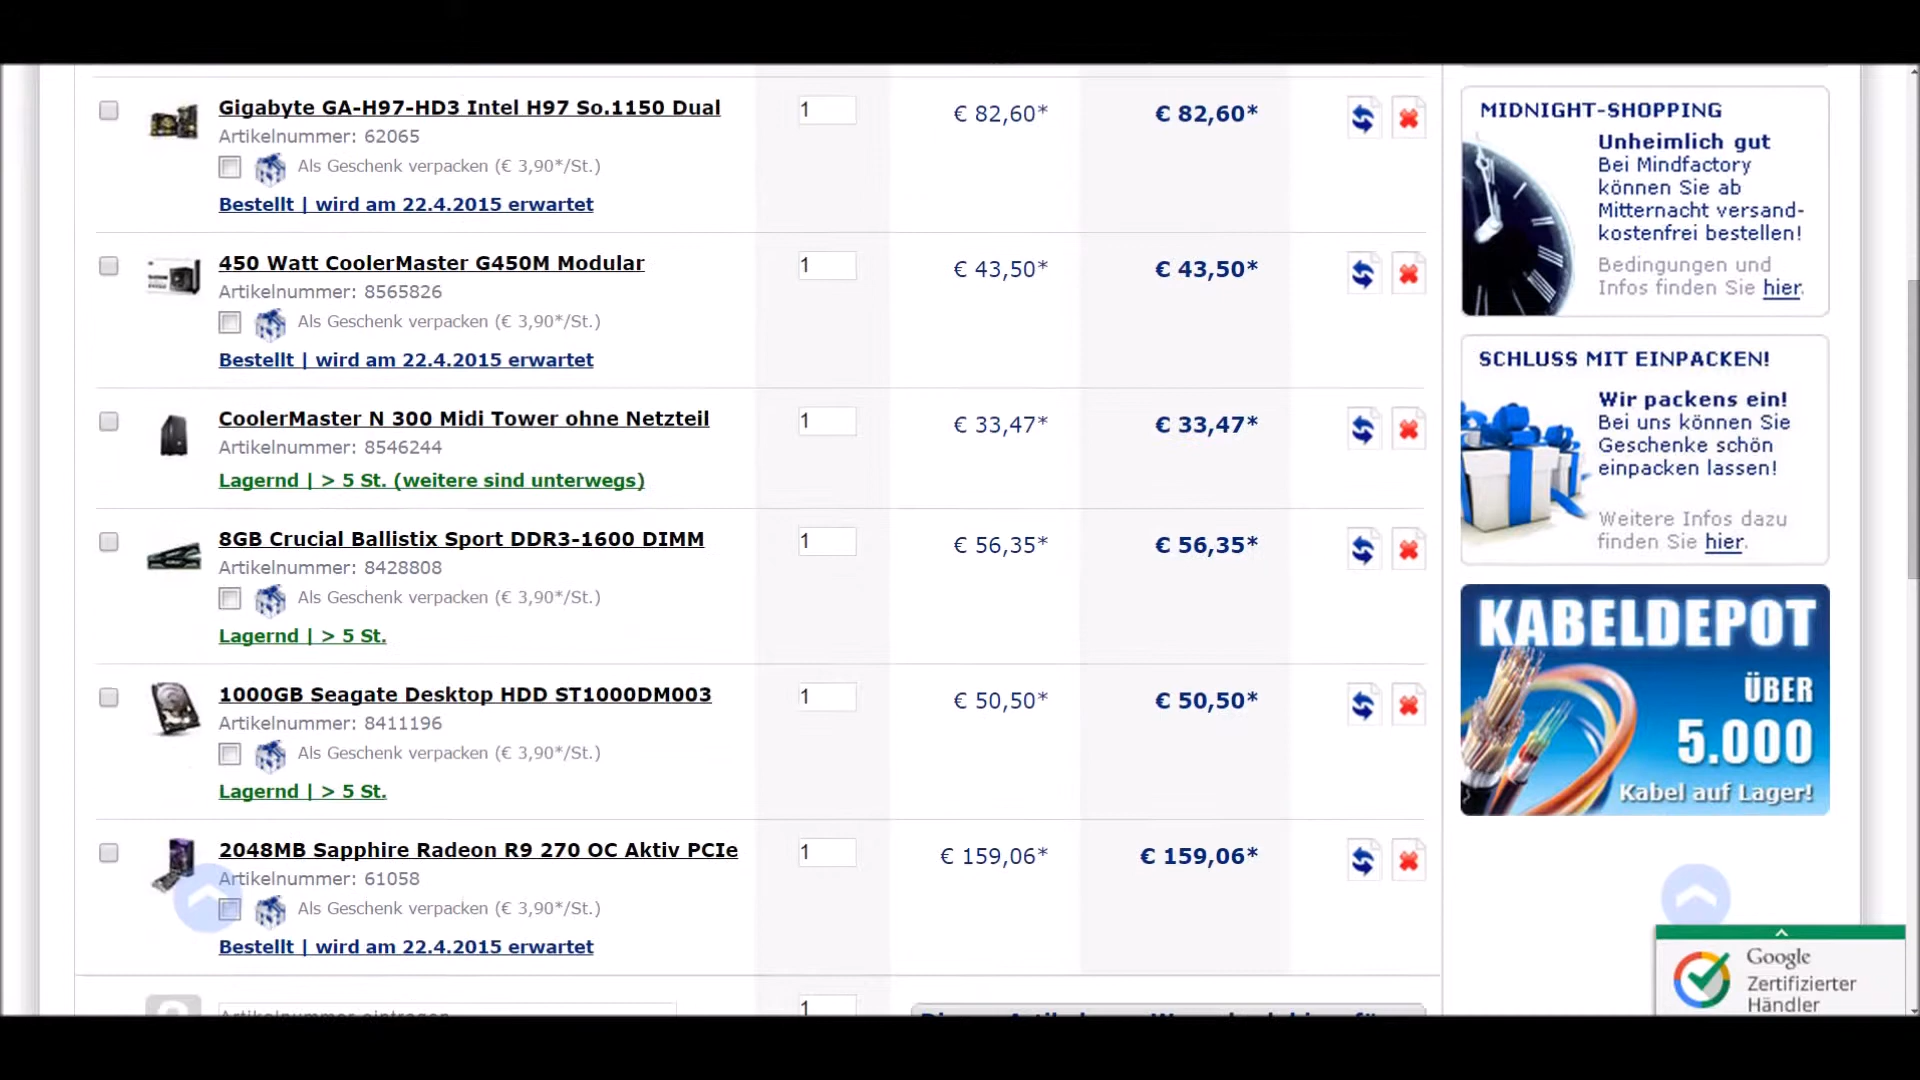 Gigabyte GA-H97-HD3 Intel H97 So.1150 Dual
1
€ 82,60*
€ 82,60*
Artikelnummer: 62065
Als Geschenk verpacken (€ 3,90*/St.)
Bestellt | wird am 22.4.2015 erwartet
450 Watt CoolerMaster G450M Modular
1
€ 43,50*
€ 43,50*
Artikelnummer: 8565826
Als Geschenk verpacken (€ 3,90*/St.)
Bestellt | wird am 22.4.2015 erwartet
CoolerMaster N 300 Midi Tower ohne Netzteil
1
€ 33,47*
€ 33,47*
Artikelnummer: 8546244
Lagernd | > 5 St. (weitere sind unterwegs)
8GB Crucial Ballistix Sport DDR3-1600 DIMM
1
€ 56,35*
€ 56,35*
Artikelnummer: 8428808
Als Geschenk verpacken (€ 3,90*/St.)
Lagernd | > 5 St.
1000GB Seagate Desktop HDD ST1000DM003
1
€ 50,50*
€ 50,50*
Artikelnummer: 8411196
Als Geschenk verpacken (€ 3,90*/St.)
Lagernd | > 5 St.
2048MB Sapphire Radeon R9 270 OC Aktiv PCIe
1
€ 159,06*
€ 159,06*
Artikelnummer: 61058
Als Geschenk verpacken (€ 3,90*/St.)
Bestellt | wird am 22.4.2015 erwartet
Artikelnummer eintragen
1
MIDNIGHT-SHOPPING
Unheimlich gut
Bei Mindfactory
können Sie ab
Mitternacht versand-
kostenfrei bestellen!
Bedingungen und
Infos finden Sie hier.
SCHLUSS MIT EINPACKEN!
Wir packens ein!
Bei uns können Sie
Geschenke schön
einpacken lassen!
Weitere Infos dazu
finden Sie hier.
KABELDEPOT
ÜBER
5.000
Kabel auf Lager!
Google
Zertifizierter
Händler